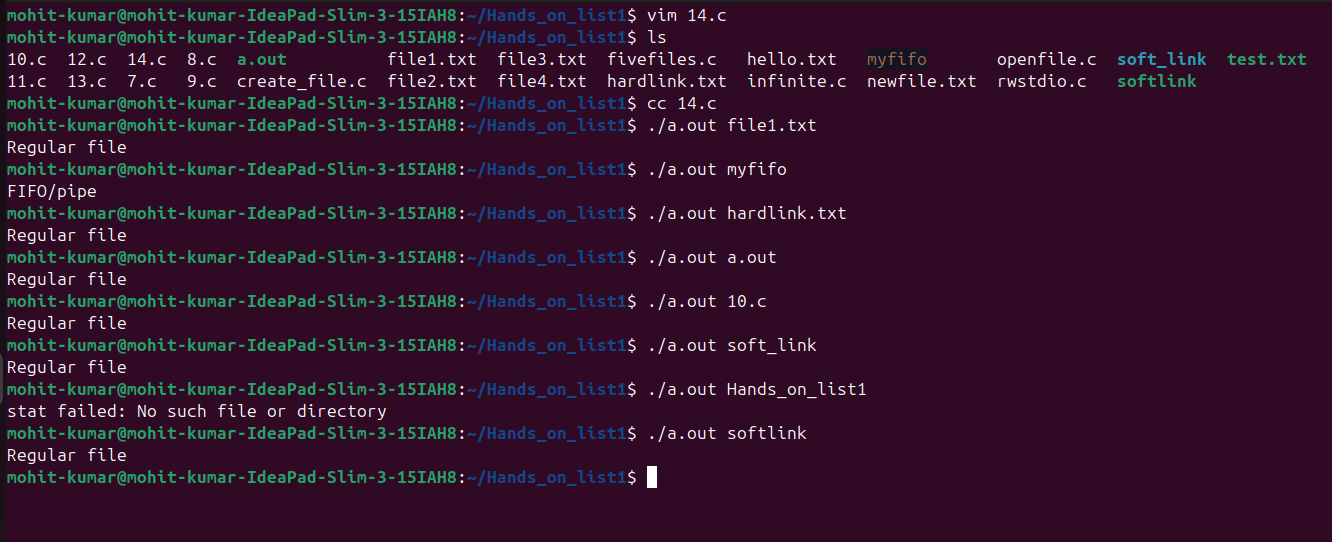 mohit-kumar@mohit-kumar-IdeaPad-Slim-3-15IAH8:~/Hands_on_list1$ vim 14.c
mohit-kumar@mohit-kumar-IdeaPad-Slim-3-15IAH8:~/Hands_on_list1$ ls
10.c  12.c  14.c  8.c  a.out          file1.txt  file3.txt  fivefiles.c   hello.txt   myfifo       openfile.c  soft_link  test.txt
11.c  13.c  7.c   9.c  create_file.c  file2.txt  file4.txt  hardlink.txt  infinite.c  newfile.txt  rwstdio.c   softlink
mohit-kumar@mohit-kumar-IdeaPad-Slim-3-15IAH8:~/Hands_on_list1$ cc 14.c
mohit-kumar@mohit-kumar-IdeaPad-Slim-3-15IAH8:~/Hands_on_list1$ ./a.out file1.txt
Regular file
mohit-kumar@mohit-kumar-IdeaPad-Slim-3-15IAH8:~/Hands_on_list1$ ./a.out myfifo
FIFO/pipe
mohit-kumar@mohit-kumar-IdeaPad-Slim-3-15IAH8:~/Hands_on_list1$ ./a.out hardlink.txt
Regular file
mohit-kumar@mohit-kumar-IdeaPad-Slim-3-15IAH8:~/Hands_on_list1$ ./a.out a.out
Regular file
mohit-kumar@mohit-kumar-IdeaPad-Slim-3-15IAH8:~/Hands_on_list1$ ./a.out 10.c
Regular file
mohit-kumar@mohit-kumar-IdeaPad-Slim-3-15IAH8:~/Hands_on_list1$ ./a.out soft_link
Regular file
mohit-kumar@mohit-kumar-IdeaPad-Slim-3-15IAH8:~/Hands_on_list1$ ./a.out Hands_on_list1
stat failed: No such file or directory
mohit-kumar@mohit-kumar-IdeaPad-Slim-3-15IAH8:~/Hands_on_list1$ ./a.out softlink
Regular file
mohit-kumar@mohit-kumar-IdeaPad-Slim-3-15IAH8:~/Hands_on_list1$